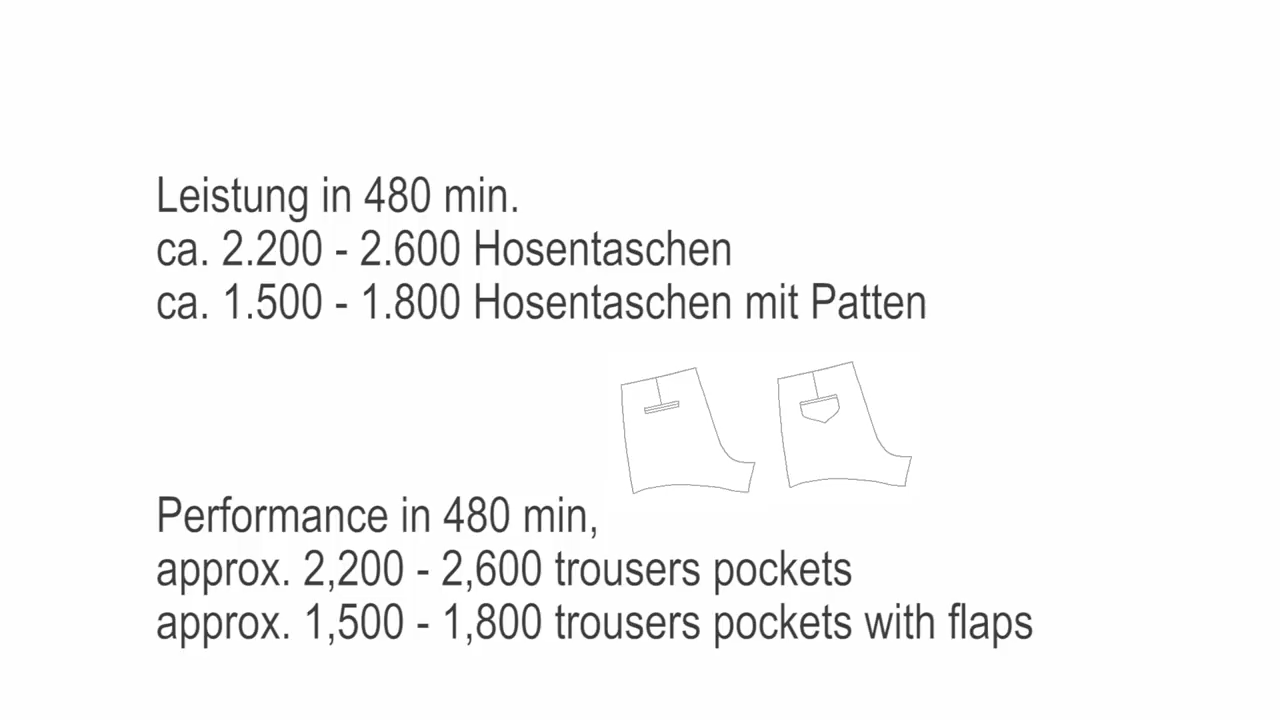 Leistung in 480 min.
ca. 2.200 - 2.600 Hosentaschen
ca. 1.500 - 1.800 Hosentaschen mit Patten
Performance in 480 min,
approx. 2,200 - 2,600 trousers pockets
approx. 1,500 - 1,800 trousers pockets with flaps